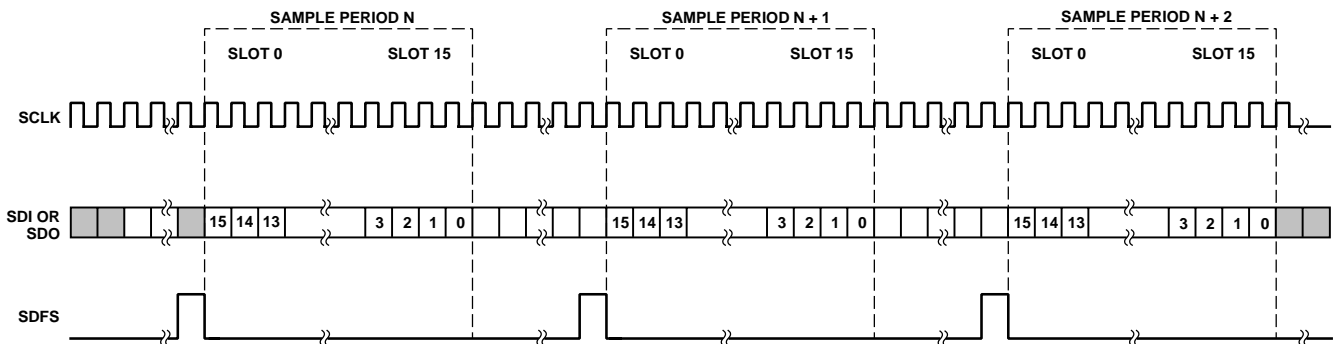 SAMPLE PERIOD N SAMPLE PERIOD N + 1 SAMPLE PERIOD N + 2
SLOT 0 SLOT 15 SLOT 0 SLOT 15 SLOT 0 SLOT 15
SCLK
SDI OR
SDO
15 14 13 3 2 1 0 15 14 13 3 2 1 0 15 14 13 3 2 1 0
SDFS